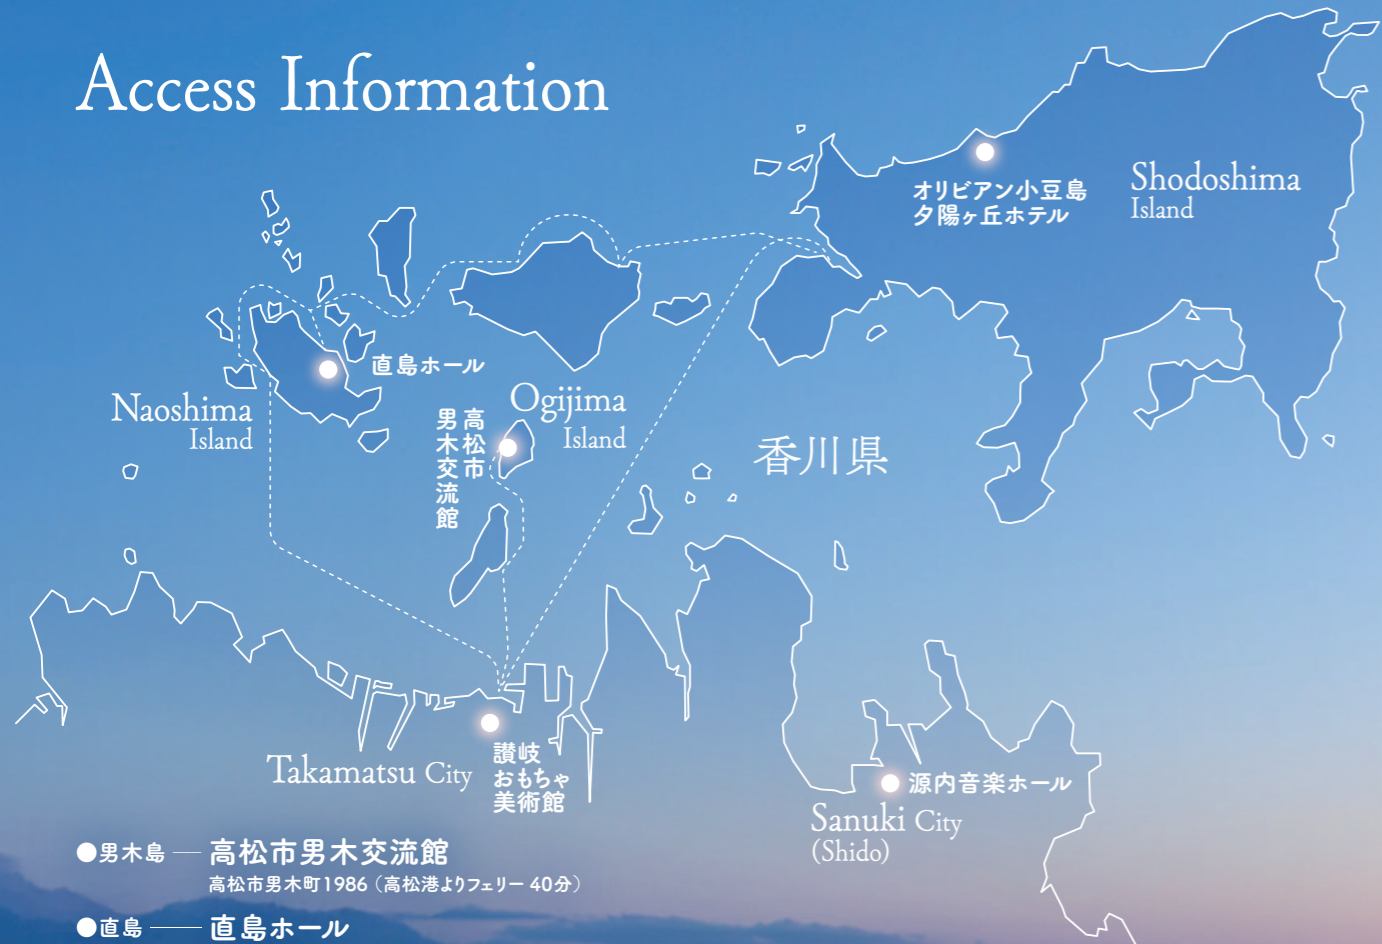 Access Information
オリビアン小豆島
夕陽ヶ丘ホテル
Shodoshima
Island
直島ホール
Naoshima
Island
Ogijima
Island
高松市
男木交流館
香川県
讃岐
おもちゃ
美術館
Takamatsu City
源内音楽ホール
Sanuki City
(Shido)
●男木島 ― 高松市男木交流館
高松市男木町1986（高松港よりフェリー 40分）
●直島 ― 直島ホール